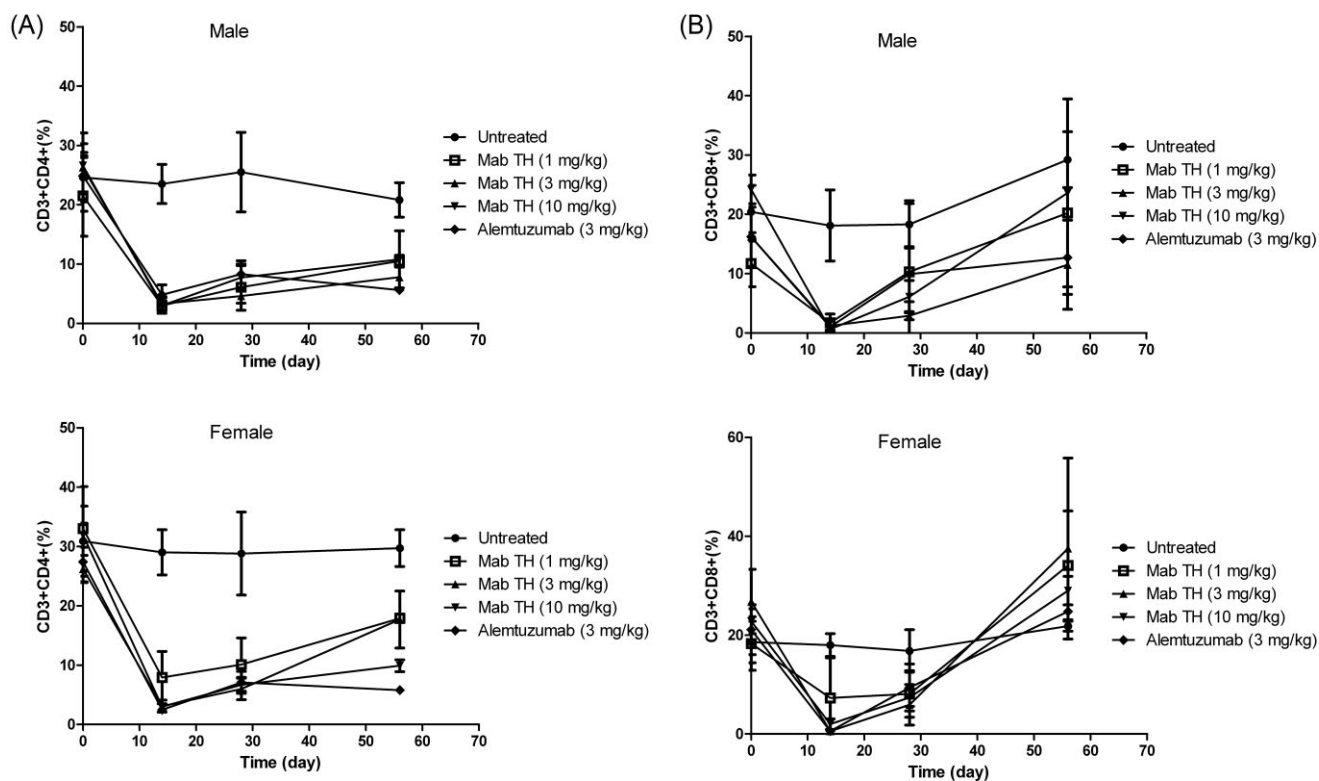 (A)
Male
CD3+CD4+(%)
50
40
30
20
10
0
0 10 20 30 40 50 60 70
Time (day)
Untreated
Mab TH (1 mg/kg)
Mab TH (3 mg/kg)
Mab TH (10 mg/kg)
Alemtuzumab (3 mg/kg)
(B)
Male
CD3+CD8+(%)
50
40
30
20
10
0
0 10 20 30 40 50 60 70
Time (day)
Untreated
Mab TH (1 mg/kg)
Mab TH (3 mg/kg)
Mab TH (10 mg/kg)
Alemtuzumab (3 mg/kg)
Female
CD3+CD4+(%)
50
40
30
20
10
0
0 10 20 30 40 50 60 70
Time (day)
Untreated
Mab TH (1 mg/kg)
Mab TH (3 mg/kg)
Mab TH (10 mg/kg)
Alemtuzumab (3 mg/kg)
Female
CD3+CD8+(%)
60
40
20
0
0 10 20 30 40 50 60 70
Time (day)
Untreated
Mab TH (1 mg/kg)
Mab TH (3 mg/kg)
Mab TH (10 mg/kg)
Alemtuzumab (3 mg/kg)